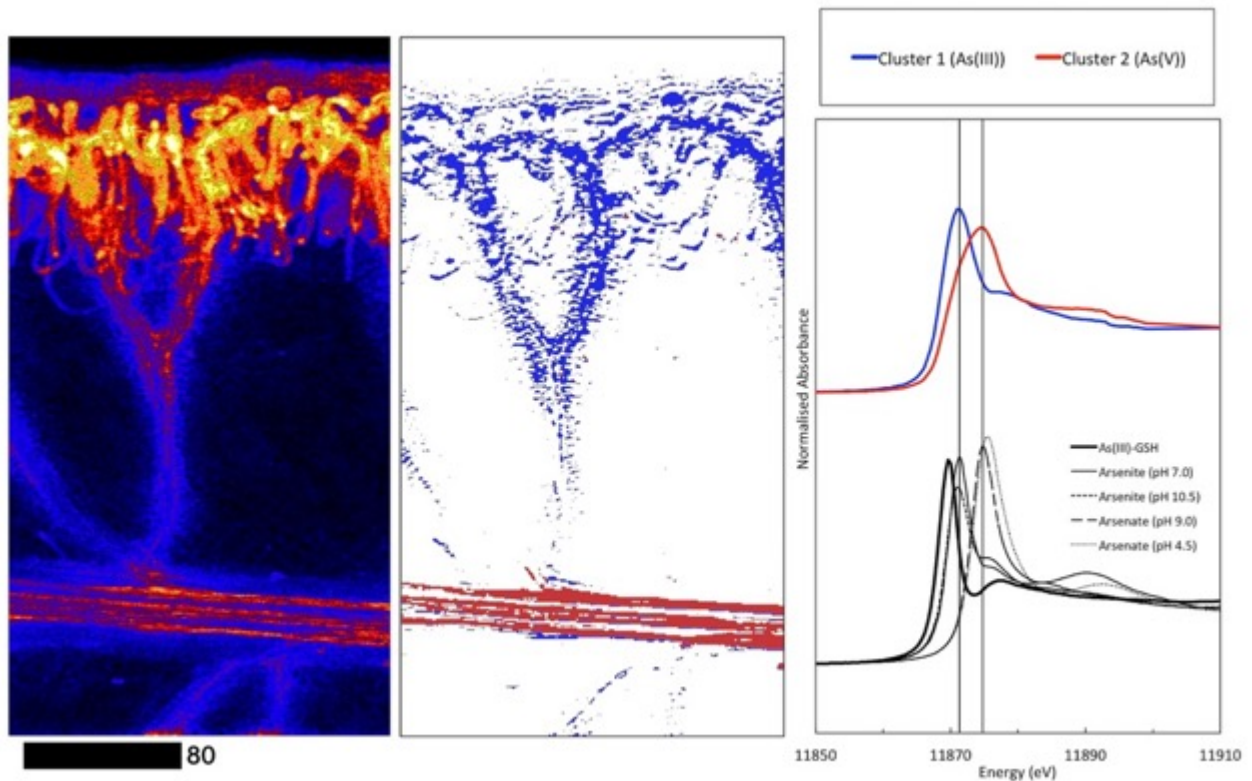 Cluster 1 (As(III)) Cluster 2 (As(V))
Normalised Absorbance
As(III)-GSH
Arsenite (pH 7.0)
Arsenite (pH 10.5)
Arsenate (pH 9.0)
Arsenate (pH 4.5)
80
11850 11870 11890 11910
Energy (eV)